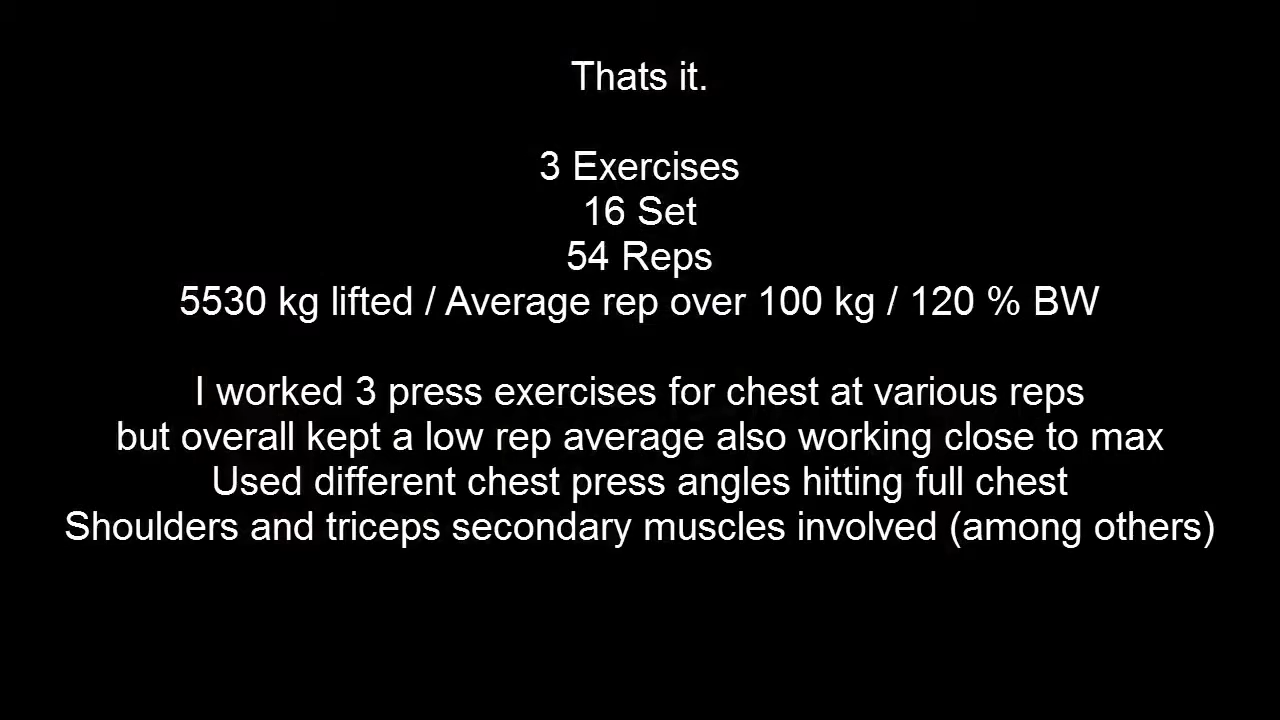 Thats it.
3 Exercises
16 Set
54 Reps
5530 kg lifted / Average rep over 100 kg / 120 % BW
I worked 3 press exercises for chest at various reps
but overall kept a low rep average also working close to max
Used different chest press angles hitting full chest
Shoulders and triceps secondary muscles involved (among others)